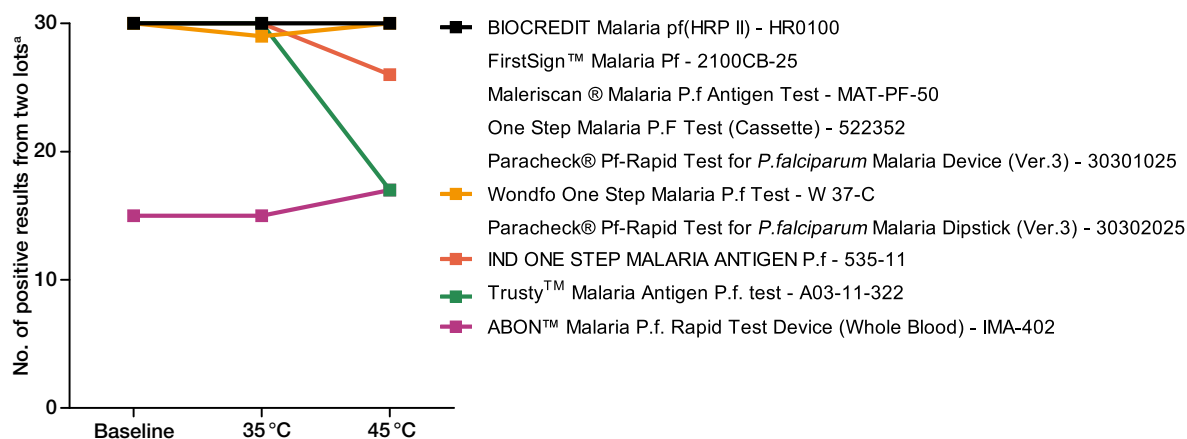 No. of positive results from two lotsᵃ
30
20
10
0
Baseline
35 °C
45 °C
BIOCREDIT Malaria pf(HRP II) - HR0100
FirstSign™ Malaria Pf - 2100CB-25
Maleriscan ® Malaria P.f Antigen Test - MAT-PF-50
One Step Malaria P.F Test (Cassette) - 522352
Paracheck® Pf-Rapid Test for P.falciparum Malaria Device (Ver.3) - 30301025
Wondfo One Step Malaria P.f Test - W 37-C
Paracheck® Pf-Rapid Test for P.falciparum Malaria Dipstick (Ver.3) - 30302025
IND ONE STEP MALARIA ANTIGEN P.f - 535-11
Trusty™ Malaria Antigen P.f. test - A03-11-322
ABON™ Malaria P.f. Rapid Test Device (Whole Blood) - IMA-402